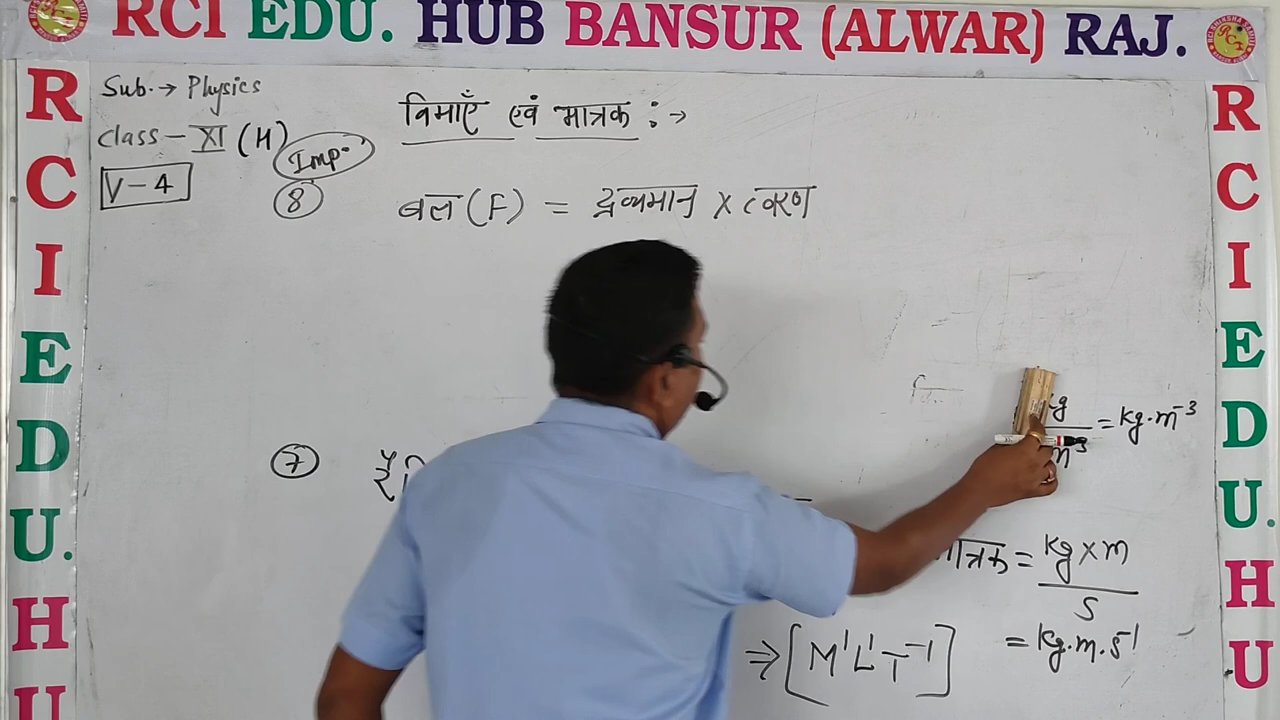 RCI EDU. HUB BANSUR (ALWAR) RAJ.
R C I E D U. H U
Sub. → Physics
Class - XI (H)
V-4
Imp.
विमाएँ एवं मात्रक :→
8 बल (F) = द्रव्यमान × त्वरण
= kg.m⁻³
m³
7
मात्रक = kg×m
S
= kg.m.s⁻¹
⇒ [M¹L¹T⁻¹]
R C I E D U. H U